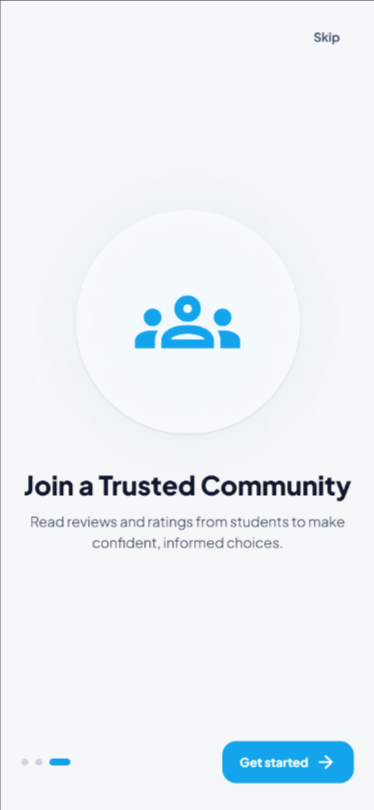 Skip
Join a Trusted Community
Read reviews and ratings from students to make
confident, informed choices.
Get started